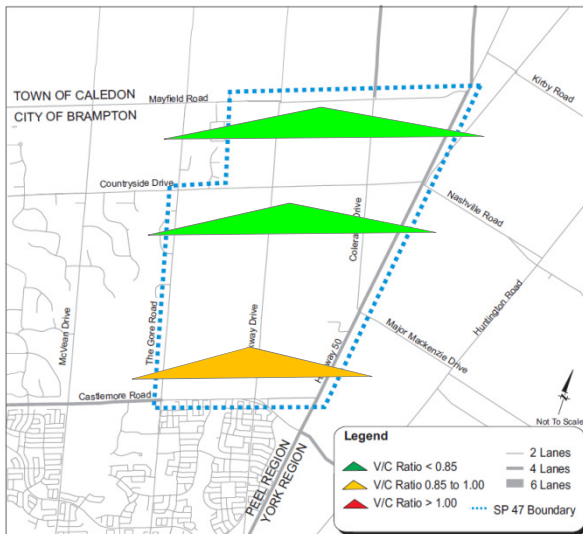 Kirby Road
TOWN OF CALEDON
Mayfield Road
CITY OF BRAMPTON
Countryside Drive
Nashville Road
Drive
Huntington Road
The Gore Road
McVean Drive
way Drive
Highway 50
Major Mackenzie Drive
Castlemore Road
N
Not To Scale
PEEL REGION
YORK REGION
Legend
V/C Ratio < 0.85
V/C Ratio 0.85 to 1.00
V/C Ratio > 1.00
2 Lanes
4 Lanes
6 Lanes
SP 47 Boundary